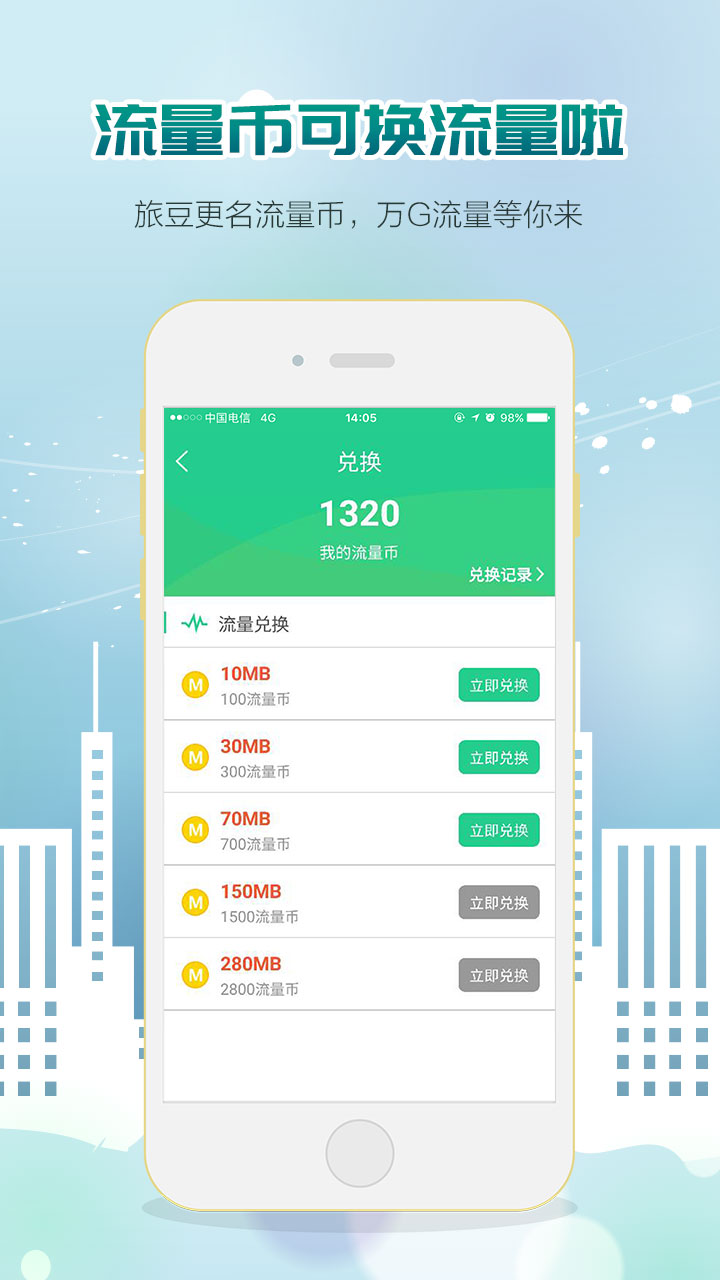 流量币可换流量啦
旅豆更名流量币，万G流量等你来
中国电信 4G 14:05 98%
兑换
1320
我的流量币
兑换记录
流量兑换
M
10MB
100流量币
立即兑换
M
30MB
300流量币
立即兑换
M
70MB
700流量币
立即兑换
M
150MB
1500流量币
立即兑换
M
280MB
2800流量币
立即兑换